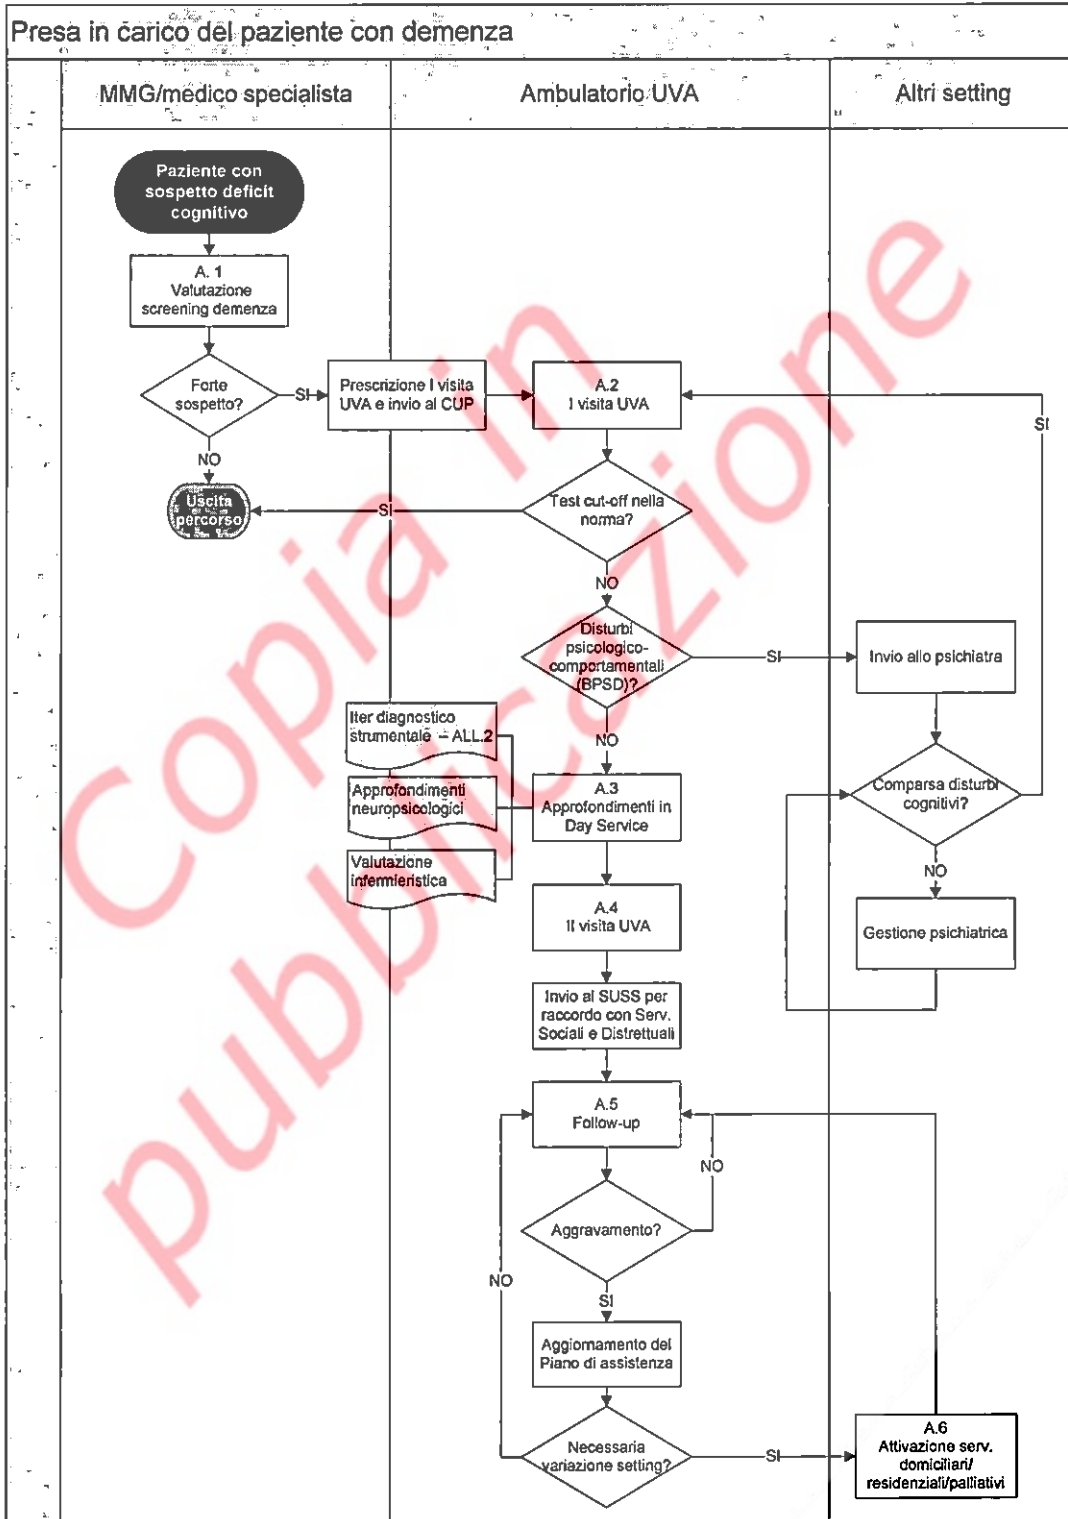 Presa in carico del paziente con demenza
MMG/medico specialista
Ambulatorio UVA
Altri setting
Paziente con
sospetto deficit
cognitivo
A. 1
Valutazione
screening demenza
Forte
sospetto?
SI
Prescrizione I visita
UVA e invio al CUP
A.2
I visita UVA
SI
NO
Uscita
percorso
SI
Test cut-off nella
norma?
NO
Disturbi
psicologico-
comportamentali
(BPSD)?
SI
Invio allo psichiatra
NO
Iter diagnostico
strumentale – ALL.2
Approfondimenti
neuropsicologici
Valutazione
infermieristica
A.3
Approfondimenti in
Day Service
Comparsa disturbi
cognitivi?
NO
Gestione psichiatrica
A.4
II visita UVA
Invio al SUSS per
raccordo con Serv.
Sociali e Distrettuali
A.5
Follow-up
NO
Aggravamento?
NO
SI
Aggiornamento del
Piano di assistenza
Necessaria
variazione setting?
SI
A.6
Attivazione serv.
domiciliari/
residenziali/palliativi
Copia in
pubblicazione